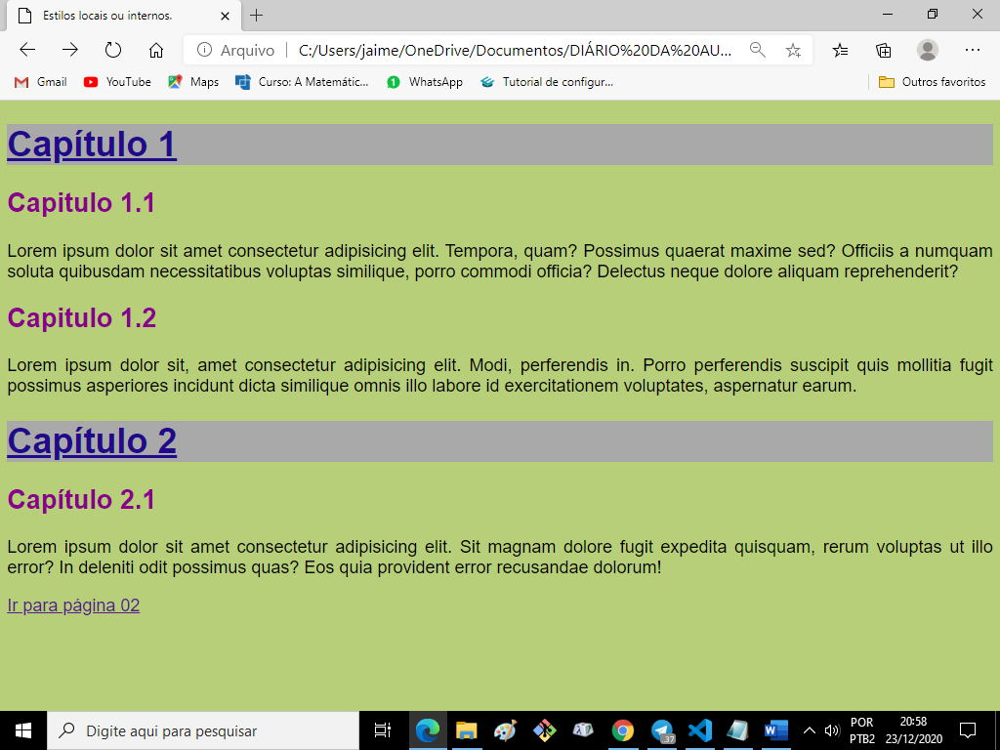 Estilos locais ou internos.
Arquivo C:/Users/jaime/OneDrive/Documentos/DIÁRIO%20DA%20AU...
Gmail YouTube Maps Curso: A Matemátic... WhatsApp Tutorial de configur... Outros favoritos
Capítulo 1
Capitulo 1.1
Lorem ipsum dolor sit amet consectetur adipisicing elit. Tempora, quam? Possimus quaerat maxime sed? Officiis a numquam
soluta quibusdam necessitatibus voluptas similique, porro commodi officia? Delectus neque dolore aliquam reprehenderit?
Capitulo 1.2
Lorem ipsum dolor sit, amet consectetur adipisicing elit. Modi, perferendis in. Porro perferendis suscipit quis mollitia fugit
possimus asperiores incidunt dicta similique omnis illo labore id exercitationem voluptates, aspernatur earum.
Capítulo 2
Capítulo 2.1
Lorem ipsum dolor sit amet consectetur adipisicing elit. Sit magnam dolore fugit expedita quisquam, rerum voluptas ut illo
error? In deleniti odit possimus quas? Eos quia provident error recusandae dolorum!
Ir para página 02
Digite aqui para pesquisar
37
POR 20:58
PTB2 23/12/2020